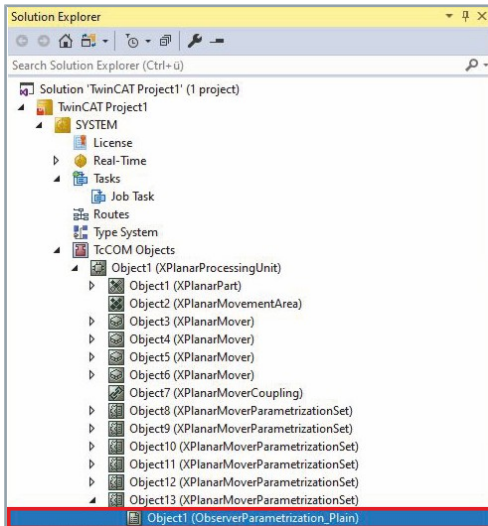 Solution Explorer
Search Solution Explorer (Ctrl+ü)
Solution 'TwinCAT Project1' (1 project)
TwinCAT Project1
SYSTEM
License
Real-Time
Tasks
Job Task
Routes
Type System
TcCOM Objects
Object1 (XPlanarProcessingUnit)
Object1 (XPlanarPart)
Object2 (XPlanarMovementArea)
Object3 (XPlanarMover)
Object4 (XPlanarMover)
Object5 (XPlanarMover)
Object6 (XPlanarMover)
Object7 (XPlanarMoverCoupling)
Object8 (XPlanarMoverParametrizationSet)
Object9 (XPlanarMoverParametrizationSet)
Object10 (XPlanarMoverParametrizationSet)
Object11 (XPlanarMoverParametrizationSet)
Object12 (XPlanarMoverParametrizationSet)
Object13 (XPlanarMoverParametrizationSet)
Object1 (ObserverParametrization_Plain)